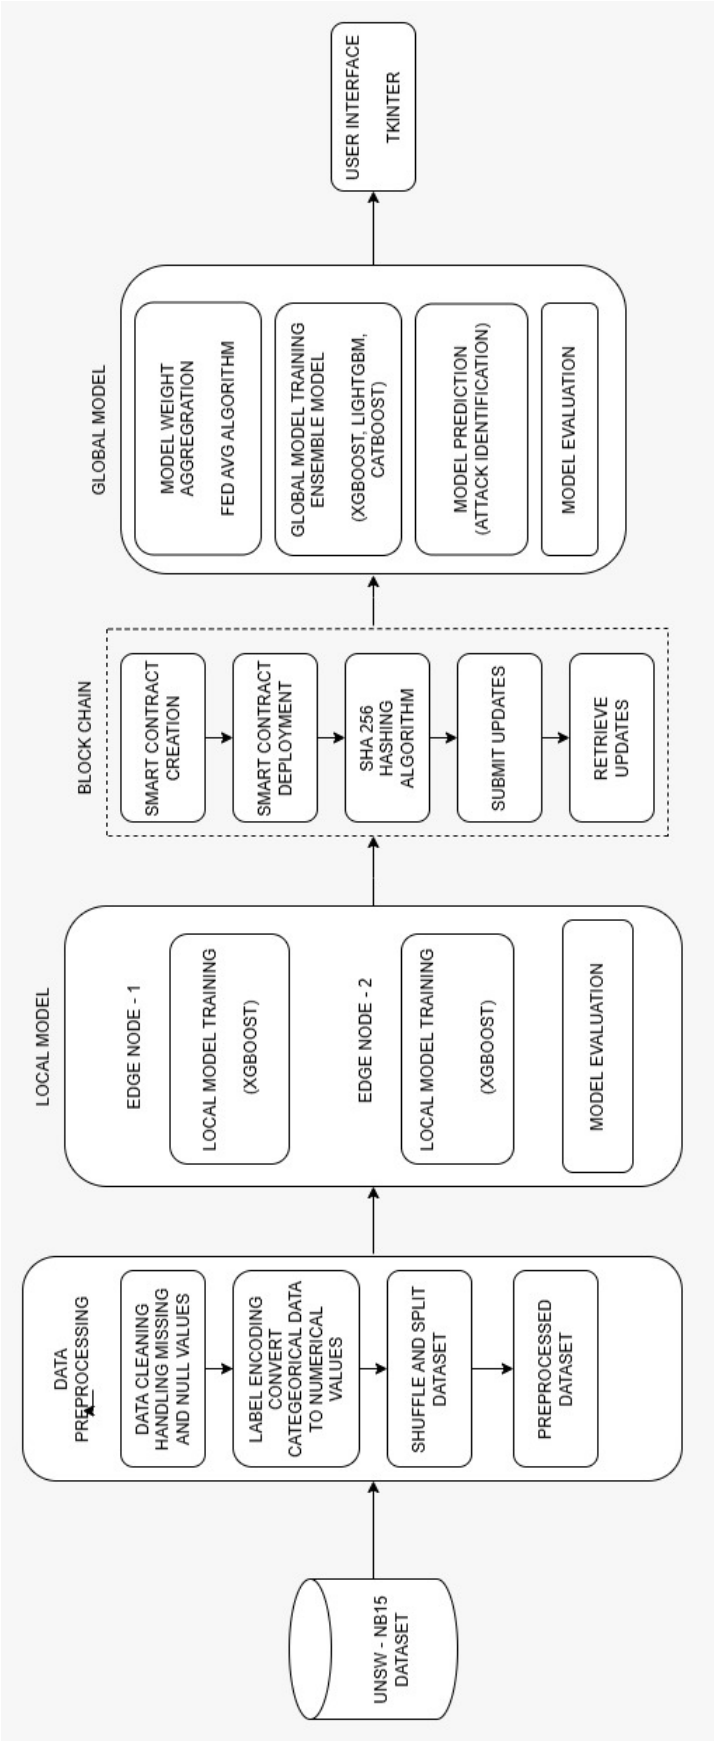 UNSW - NB15
DATASET
DATA
PREPROCESSING
DATA CLEANING
HANDLING MISSING
AND NULL VALUES
LABEL ENCODING
CONVERT
CATEGEORICAL DATA
TO NUMERICAL
VALUES
SHUFFLE AND SPLIT
DATASET
PREPROCESSED
DATASET
LOCAL MODEL
EDGE NODE - 1
LOCAL MODEL TRAINING
(XGBOOST)
EDGE NODE - 2
LOCAL MODEL TRAINING
(XGBOOST)
MODEL EVALUATION
BLOCK CHAIN
SMART CONTRACT
CREATION
SMART CONTRACT
DEPLOYMENT
SHA 256
HASHING
ALGORITHM
SUBMIT UPDATES
RETRIEVE
UPDATES
GLOBAL MODEL
MODEL WEIGHT
AGGREGRATION
FED AVG ALGORITHM
GLOBAL MODEL TRAINING
ENSEMBLE MODEL
(XGBOOST, LIGHTGBM,
CATBOOST)
MODEL PREDICTION
(ATTACK IDENTIFICATION)
MODEL EVALUATION
USER INTERFACE
TKINTER